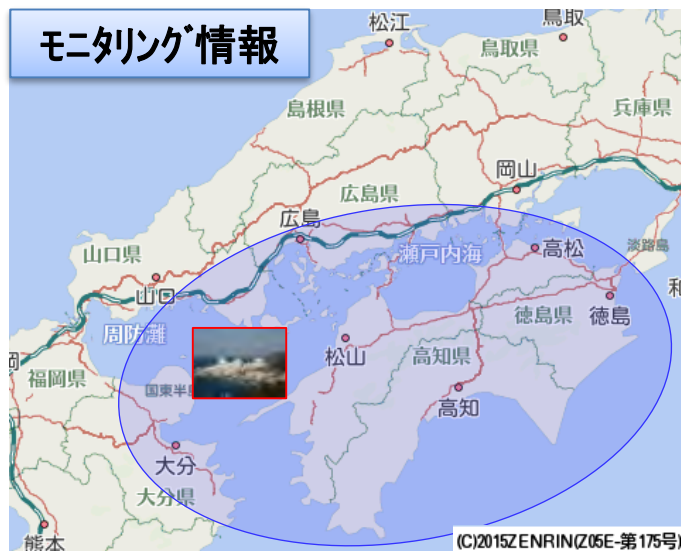 モニタリング情報
松江
鳥取
鳥取県
島根県
兵庫県
岡山
広島県
広島
瀬戸内海
高松
淡路島
山口県
山口
徳島県
徳島
周防灘
松山
高知県
福岡県
国東半
高知
大分
大分県
熊本
(C)2015ZENRIN(Z05E-第175号)